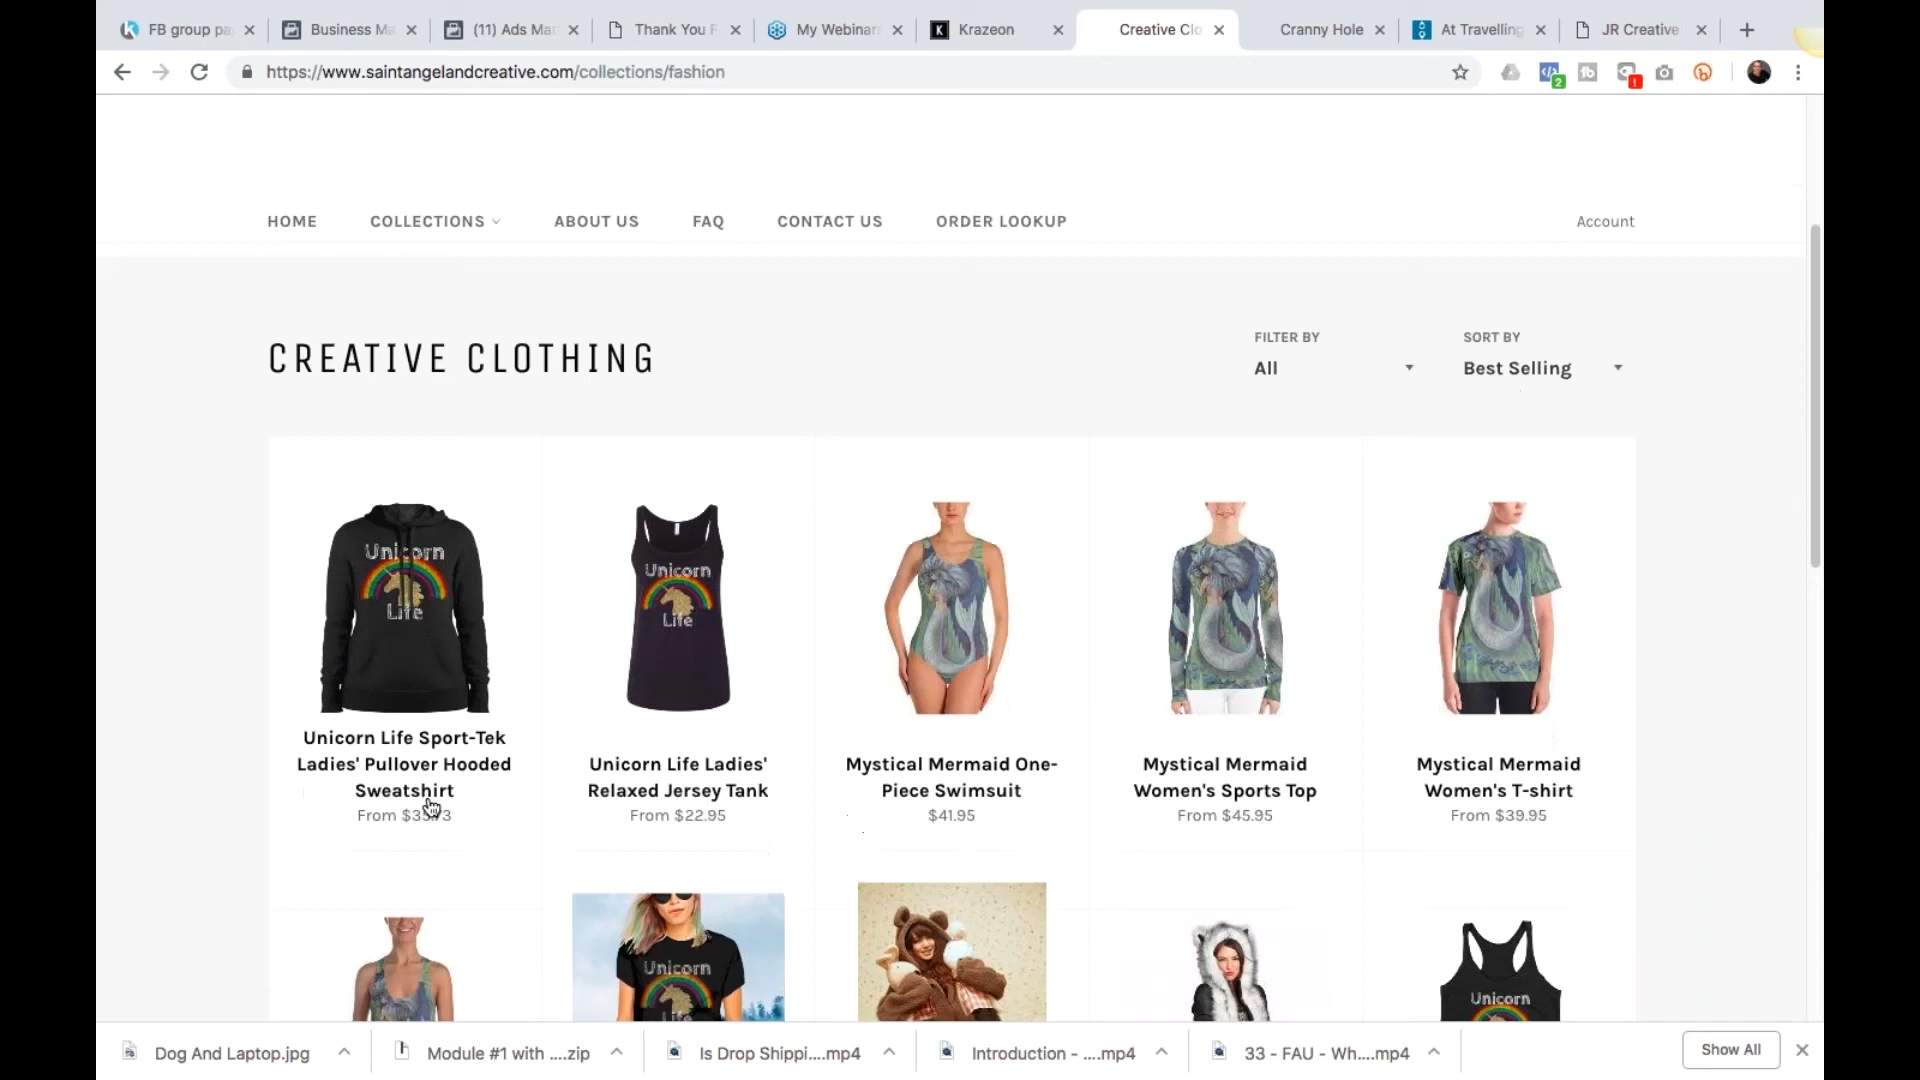 FB group pa
Business Ma
(11) Ads Man
Thank You P
My Webinars
Krazeon
Creative Clo
Cranny Hole
At Travelling
JR Creative
https://www.saintangelandcreative.com/collections/fashion
2
HOME
COLLECTIONS
ABOUT US
FAQ
CONTACT US
ORDER LOOKUP
Account
CREATIVE CLOTHING
FILTER BY
All
SORT BY
Best Selling
Unicorn
Life
Unicorn
Life
Unicorn Life Sport-Tek
Ladies' Pullover Hooded
Sweatshirt
Unicorn Life Ladies'
Relaxed Jersey Tank
From $22.95
Mystical Mermaid One-
Piece Swimsuit
$41.95
Mystical Mermaid
Women's Sports Top
From $45.95
Mystical Mermaid
Women's T-shirt
From $39.95
Unicorn
Life
Unicorn
Dog And Laptop.jpg
Module #1 with ....zip
Is Drop Shippi....mp4
Introduction - ....mp4
33 - FAU - Wh....mp4
Show All